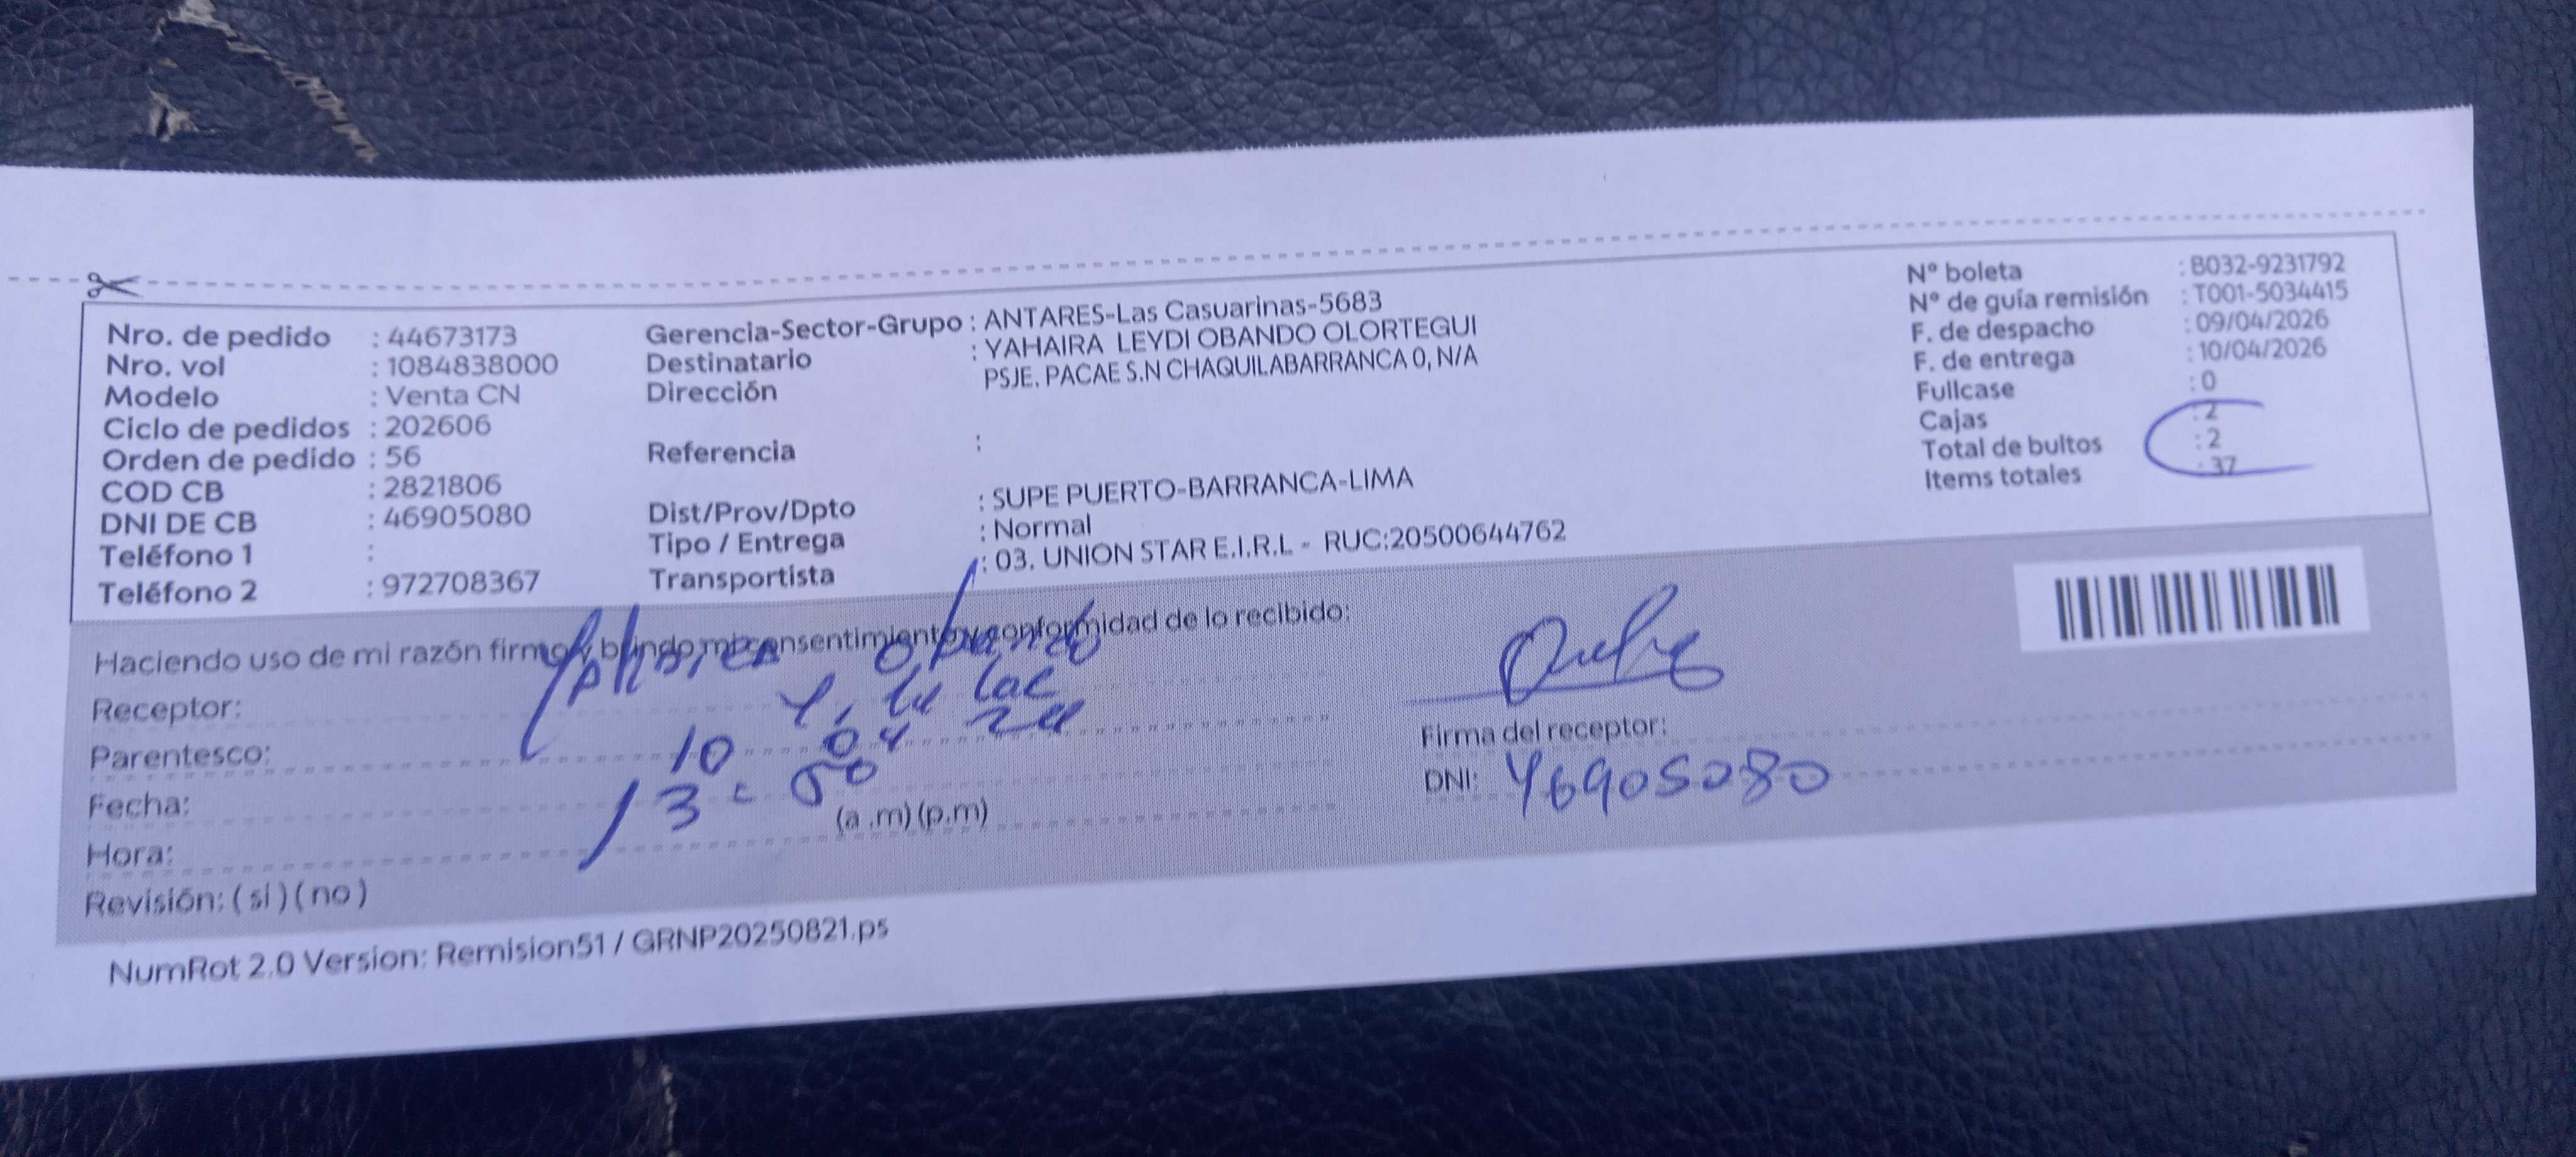 Nro. de pedido : 44673173
Nro. vol : 1084838000
Modelo : Venta CN
Ciclo de pedidos : 202606
Orden de pedido : 56
COD CB : 2821806
DNI DE CB : 46905080
Teléfono 1 :
Teléfono 2 : 972708367
Gerencia-Sector-Grupo : ANTARES-Las Casuarinas-5683
Destinatario : YAHAIRA LEYDI OBANDO OLORTEGUI
Dirección PSJE. PACAE S.N CHAQUILABARRANCA 0, N/A
Referencia :
Dist/Prov/Dpto : SUPE PUERTO-BARRANCA-LIMA
Tipo / Entrega : Normal
Transportista : 03. UNION STAR E.I.R.L - RUC:20500644762
N° boleta : B032-9231792
N° de guía remisión : T001-5034415
F. de despacho : 09/04/2026
F. de entrega : 10/04/2026
Fullcase : 0
Cajas : 2
Total de bultos : 2
Items totales : 37
Haciendo uso de mi razón firmo y brindo mi consentimiento y conformidad de lo recibido:
Receptor: obando
Parentesco:
Fecha: 10 04
Hora: 13 : 50 (a .m) (p.m)
Revisión: ( si ) ( no )
Firma del receptor:
DNI: 46905080
NumRot 2.0 Version: Remision51 / GRNP20250821.ps